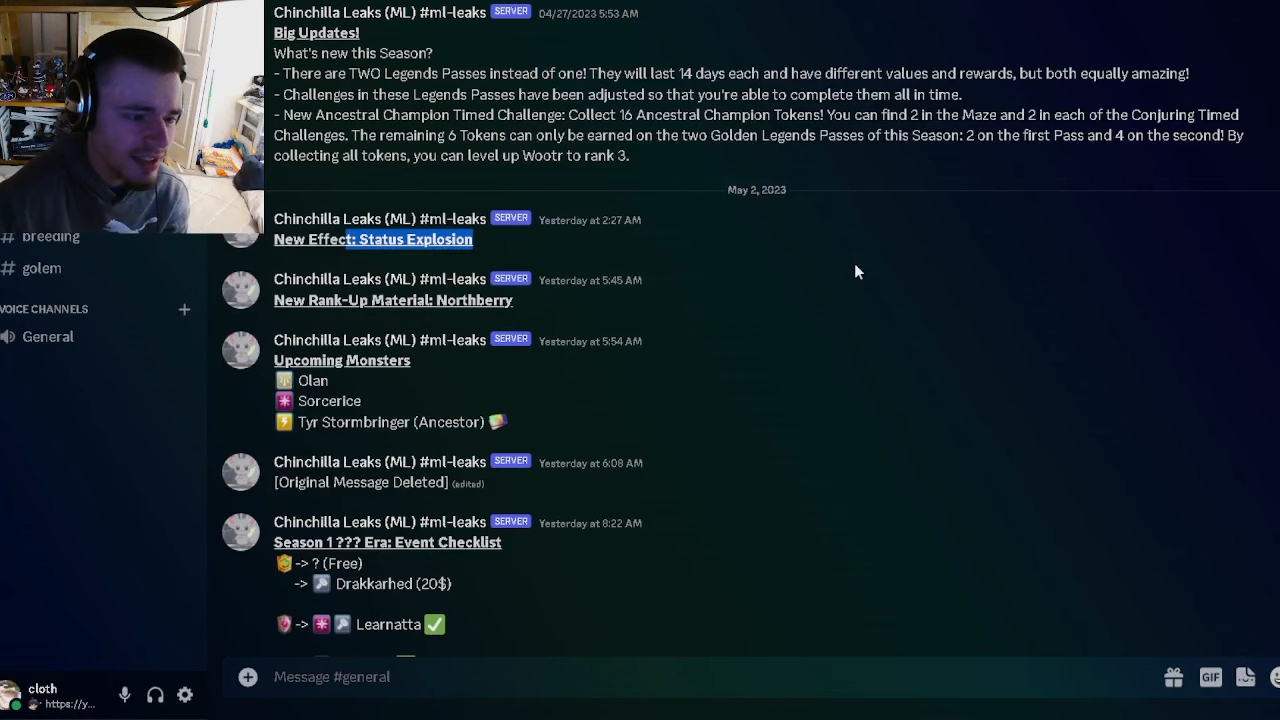 Chinchilla Leaks (ML) #ml-leaks SERVER 04/27/2023 5:53 AM
Big Updates!
What's new this Season?
- There are TWO Legends Passes instead of one! They will last 14 days each and have different values and rewards, but both equally amazing!
- Challenges in these Legends Passes have been adjusted so that you're able to complete them all in time.
- New Ancestral Champion Timed Challenge: Collect 16 Ancestral Champion Tokens! You can find 2 in the Maze and 2 in each of the Conjuring Timed
Challenges. The remaining 6 Tokens can only be earned on the two Golden Legends Passes of this Season: 2 on the first Pass and 4 on the second! By
collecting all tokens, you can level up Wootr to rank 3.
May 2, 2023
Chinchilla Leaks (ML) #ml-leaks SERVER Yesterday at 2:27 AM
New Effect: Status Explosion
# breeding
# golem
VOICE CHANNELS +
General
Chinchilla Leaks (ML) #ml-leaks SERVER Yesterday at 5:45 AM
New Rank-Up Material: Northberry
Chinchilla Leaks (ML) #ml-leaks SERVER Yesterday at 5:54 AM
Upcoming Monsters
Olan
Sorcerice
Tyr Stormbringer (Ancestor)
Chinchilla Leaks (ML) #ml-leaks SERVER Yesterday at 6:08 AM
[Original Message Deleted] (edited)
Chinchilla Leaks (ML) #ml-leaks SERVER Yesterday at 8:22 AM
Season 1 ??? Era: Event Checklist
-> ? (Free)
-> Drakkarhed (20$)
-> Learnatta
Message #general
GIF
cloth
https://y...